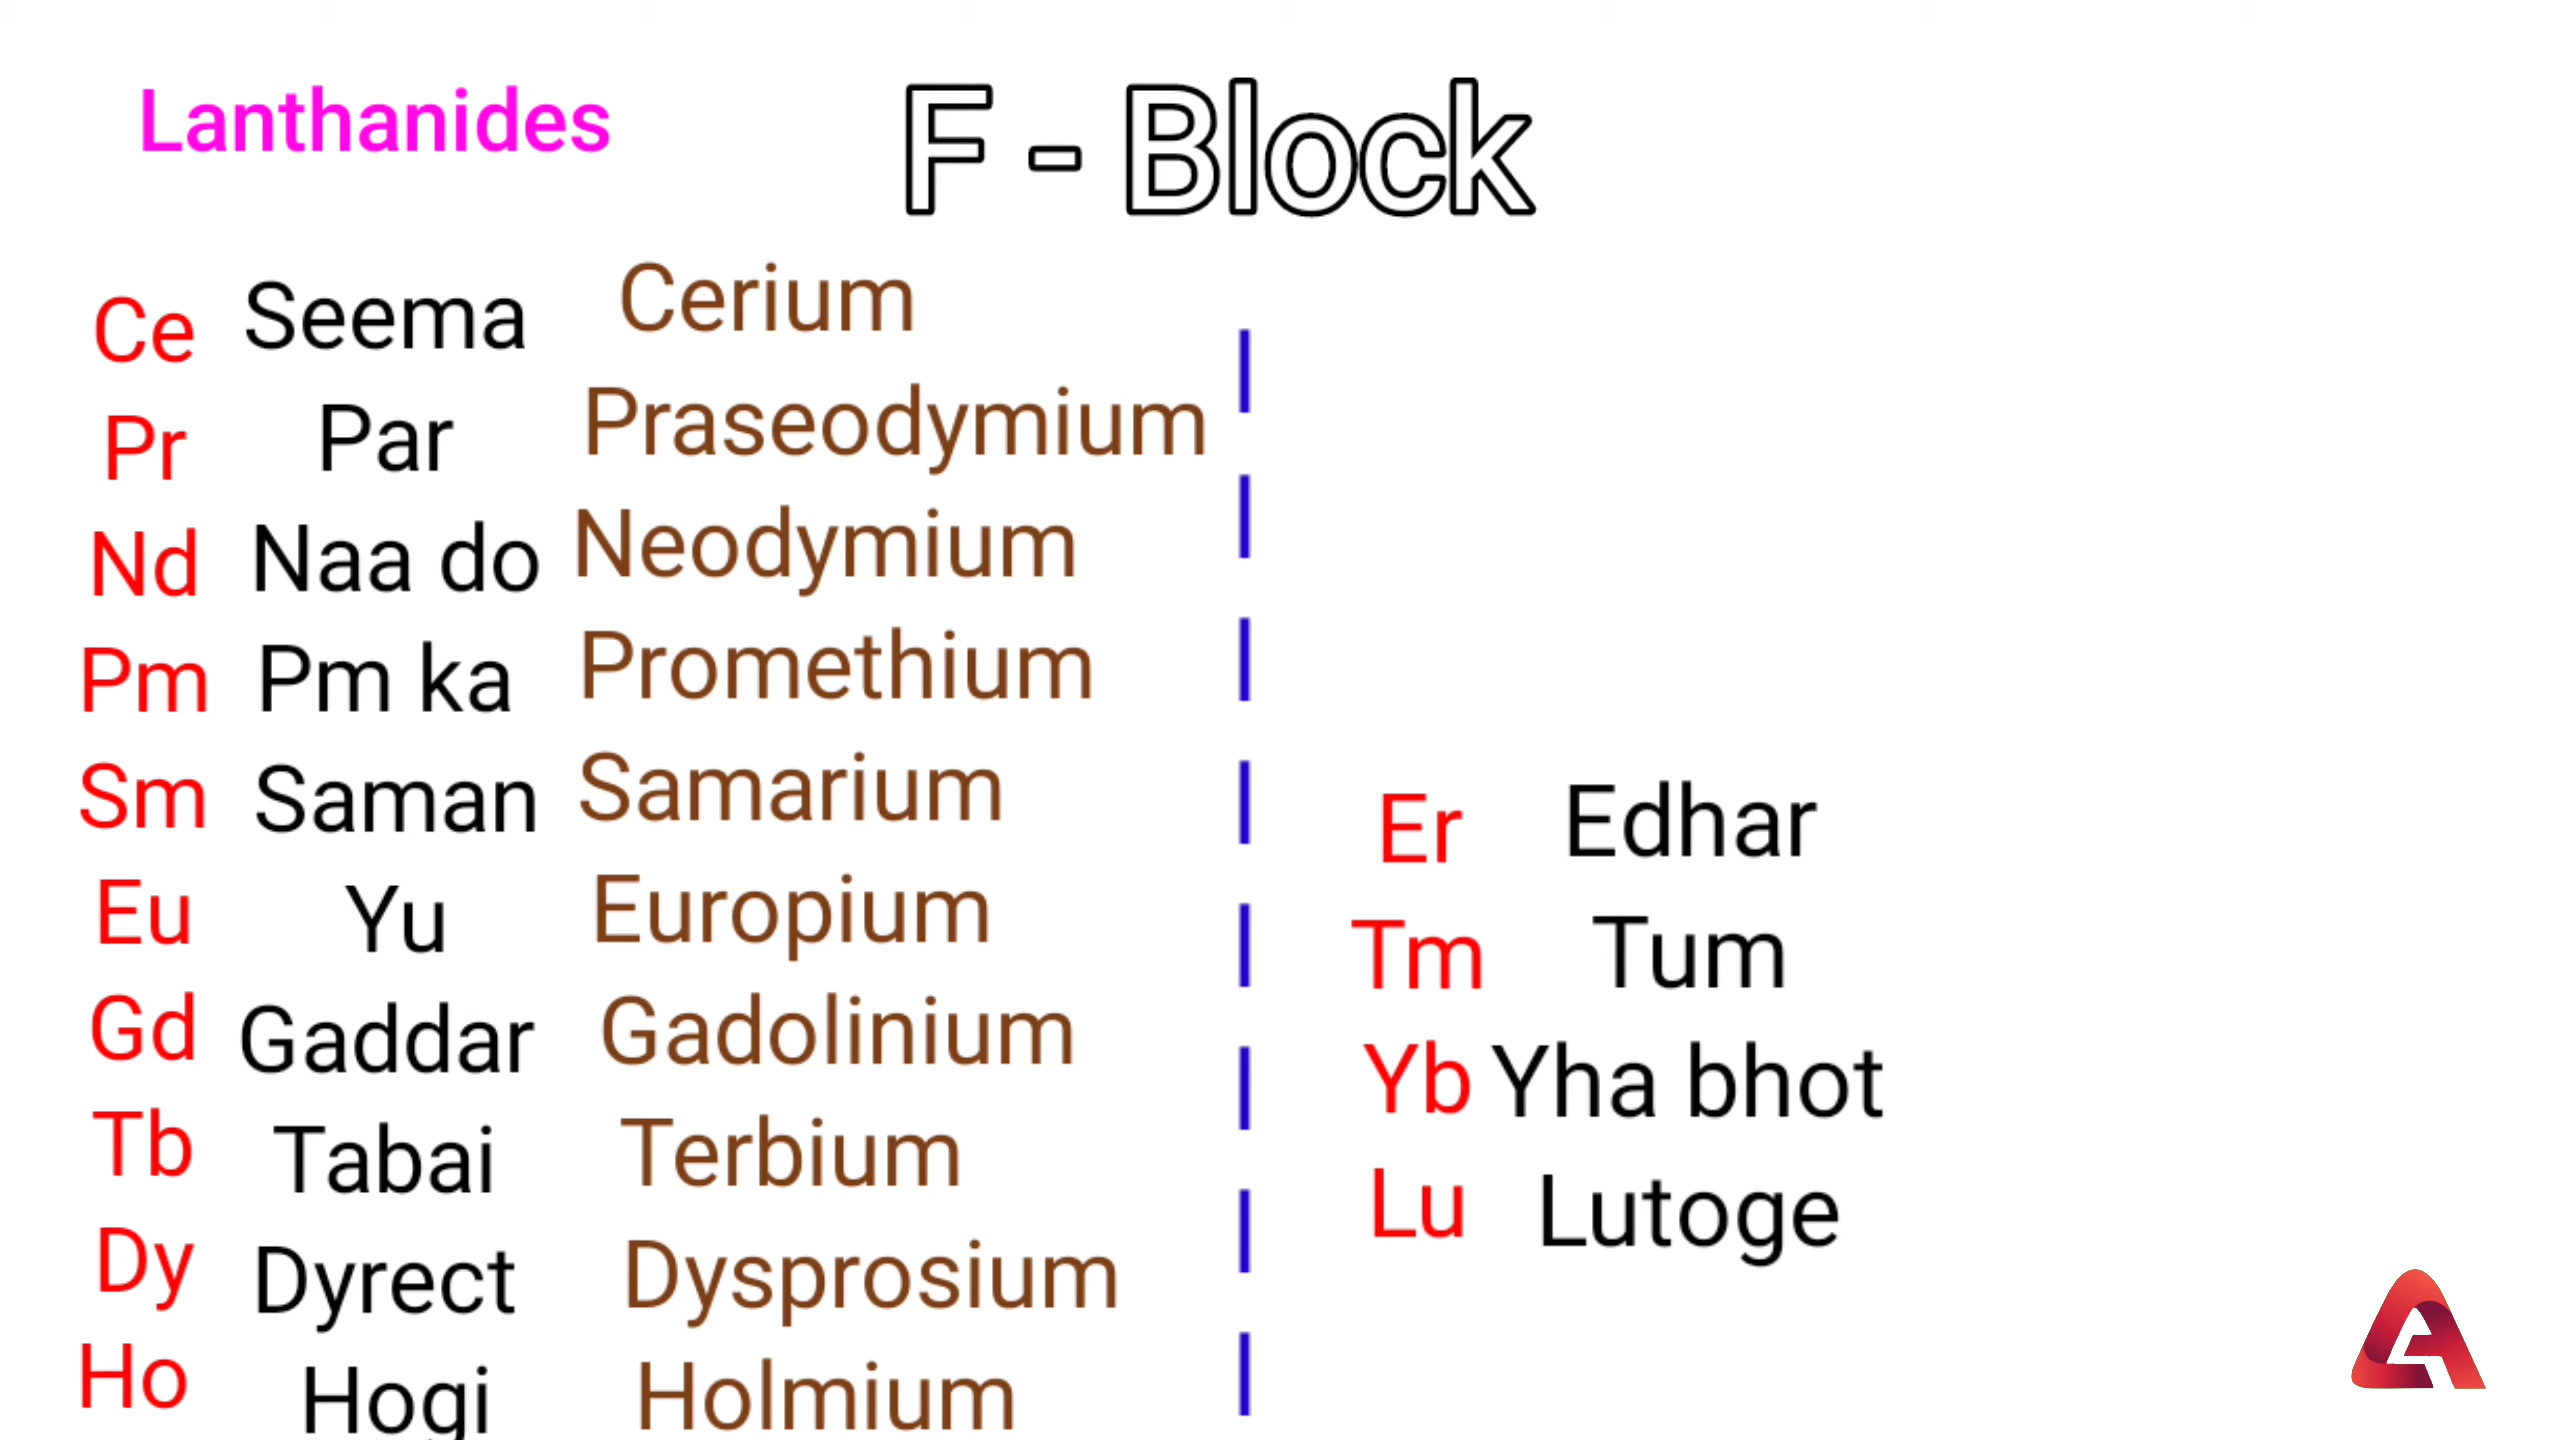 Lanthanides
F - Block
Ce Seema Cerium
Pr Par Praseodymium
Nd Naa do Neodymium
Pm Pm ka Promethium
Sm Saman Samarium
Eu Yu Europium
Gd Gaddar Gadolinium
Tb Tabai Terbium
Dy Dyrect Dysprosium
Ho Hogi Holmium
Er Edhar
Tm Tum
Yb Yha bhot
Lu Lutoge